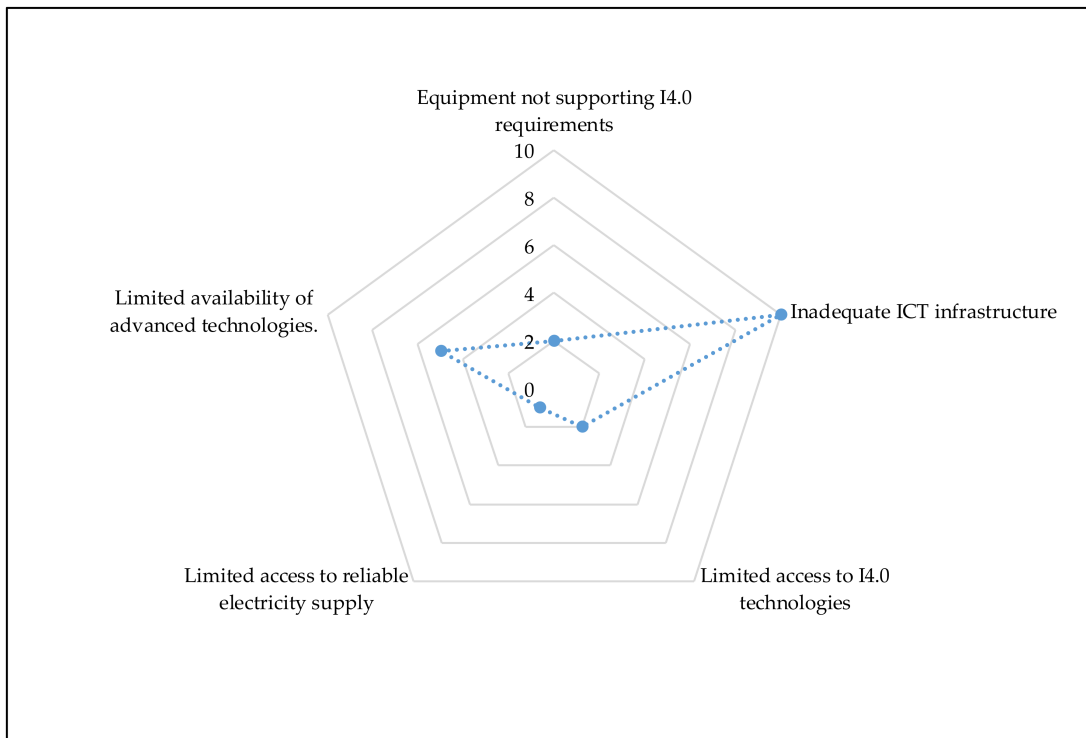 Equipment not supporting I4.0
requirements
10
8
6
4
2
0
Inadequate ICT infrastructure
Limited availability of
advanced technologies.
Limited access to reliable
electricity supply
Limited access to I4.0
technologies